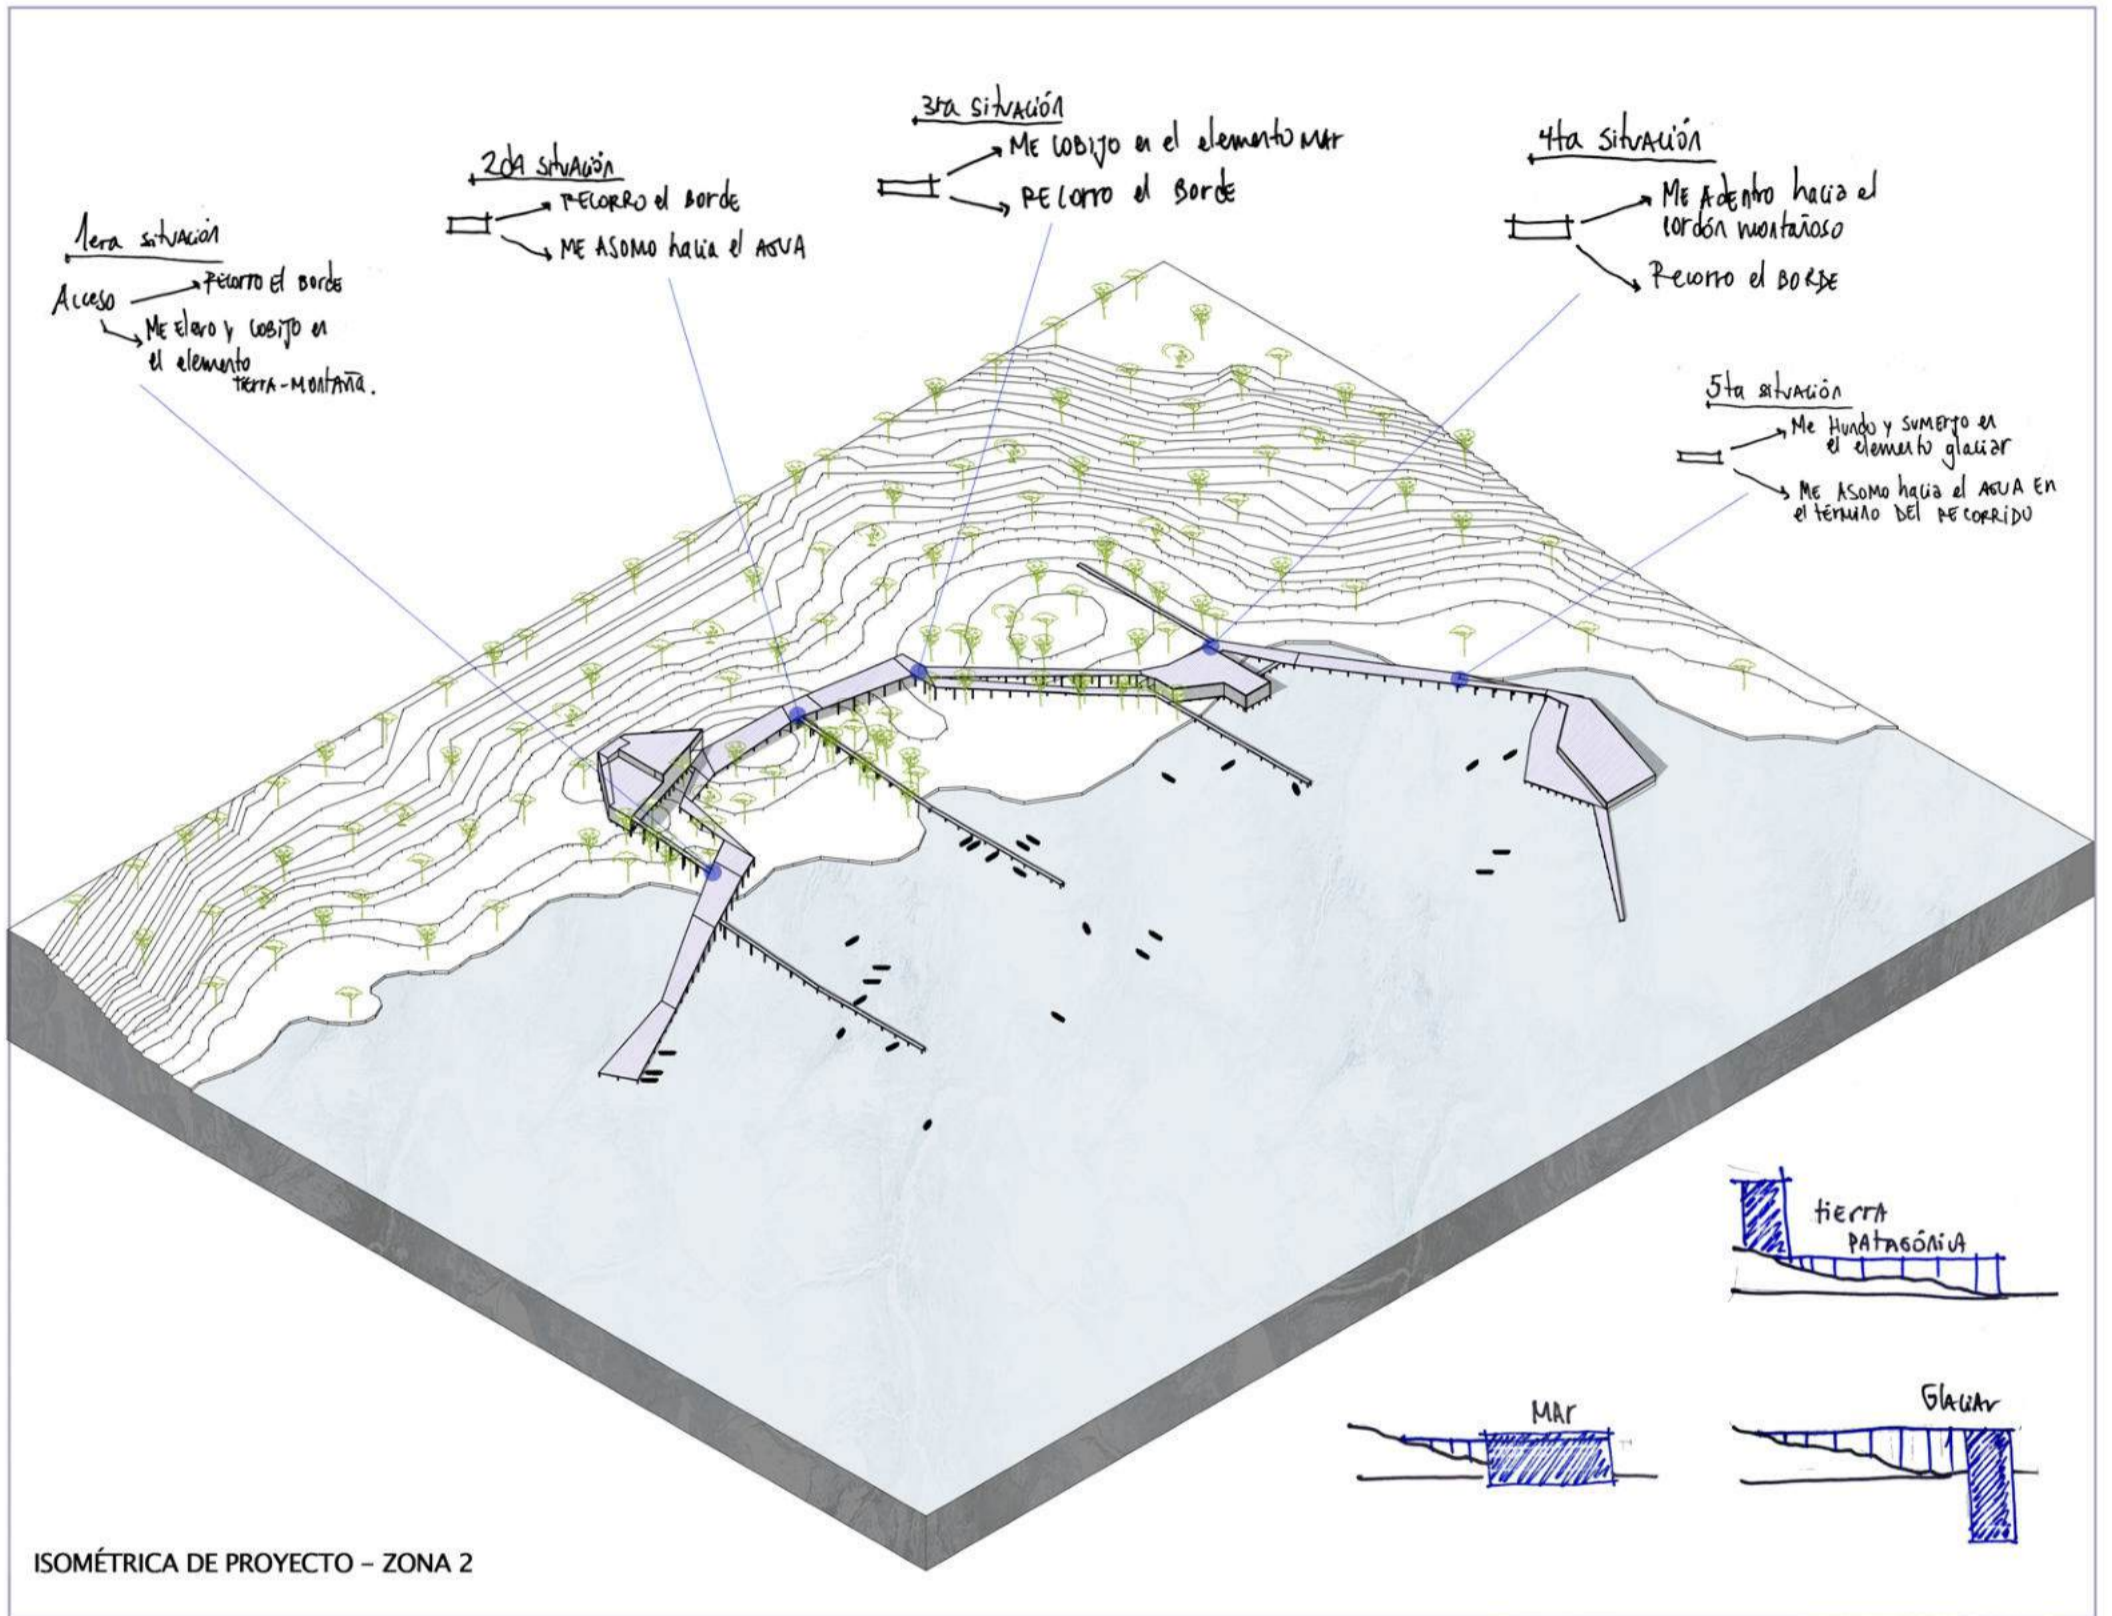 1era situación
Acceso
Recorro El Borde
ME Elevo y cobijo en
el elemento
tierra-Montaña.
2da situación
RECORRO el Borde
ME ASOMO hacia el AGUA
3ra situación
ME COBIJO en el elemento MAr
RECorro el Borde
4ta situación
ME Adentro hacia el
cordón montañoso
Recorro el BORDE
5ta situación
Me Hundo y SUMErjo en
el elemento glaciar
ME ASOMO hacia el AGUA EN
el término DEl RECORRIDO
tiErrA
PATAGÓNICA
MAr
GlaciAr
ISOMÉTRICA DE PROYECTO – ZONA 2